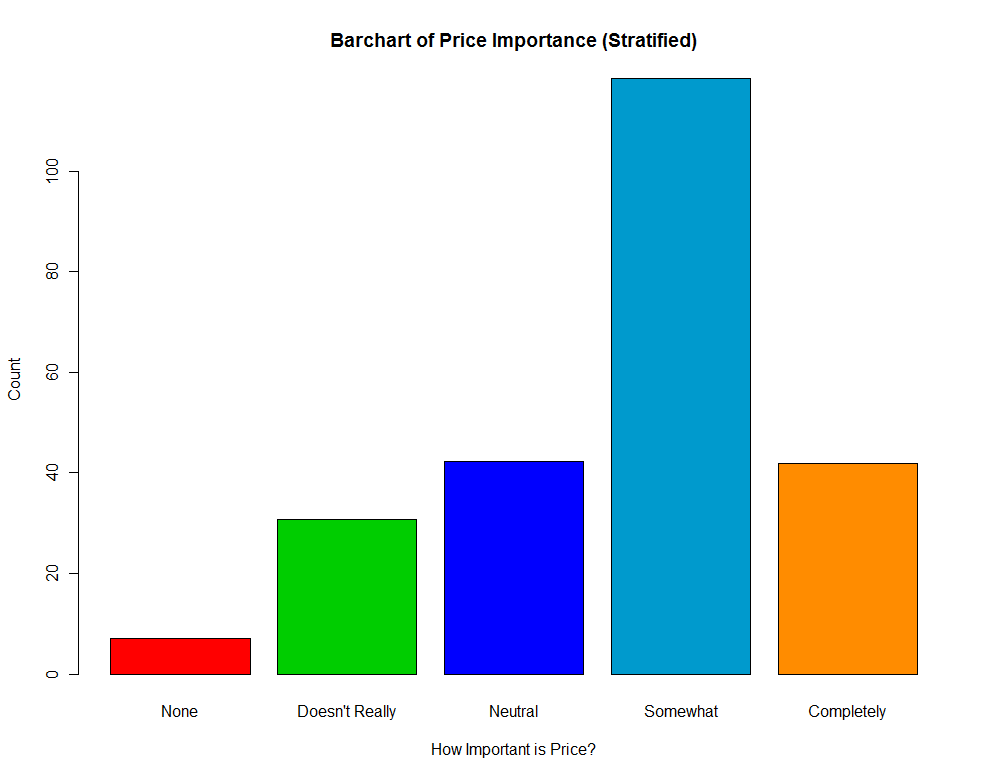 Barchart of Price Importance (Stratified)
Count
100
80
60
40
20
0
None
Doesn't Really
Neutral
Somewhat
Completely
How Important is Price?